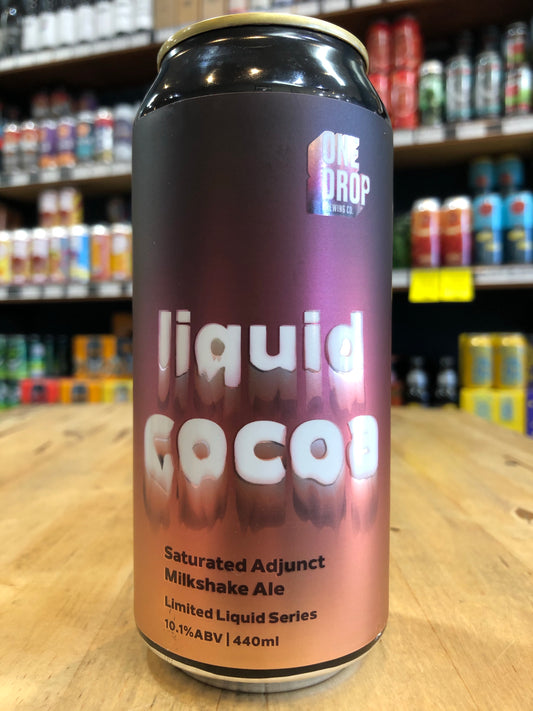 ONE
DROP
BREWING CO.
liquid
cocoa
Saturated Adjunct
Milkshake Ale
Limited Liquid Series
10.1%ABV | 440ml